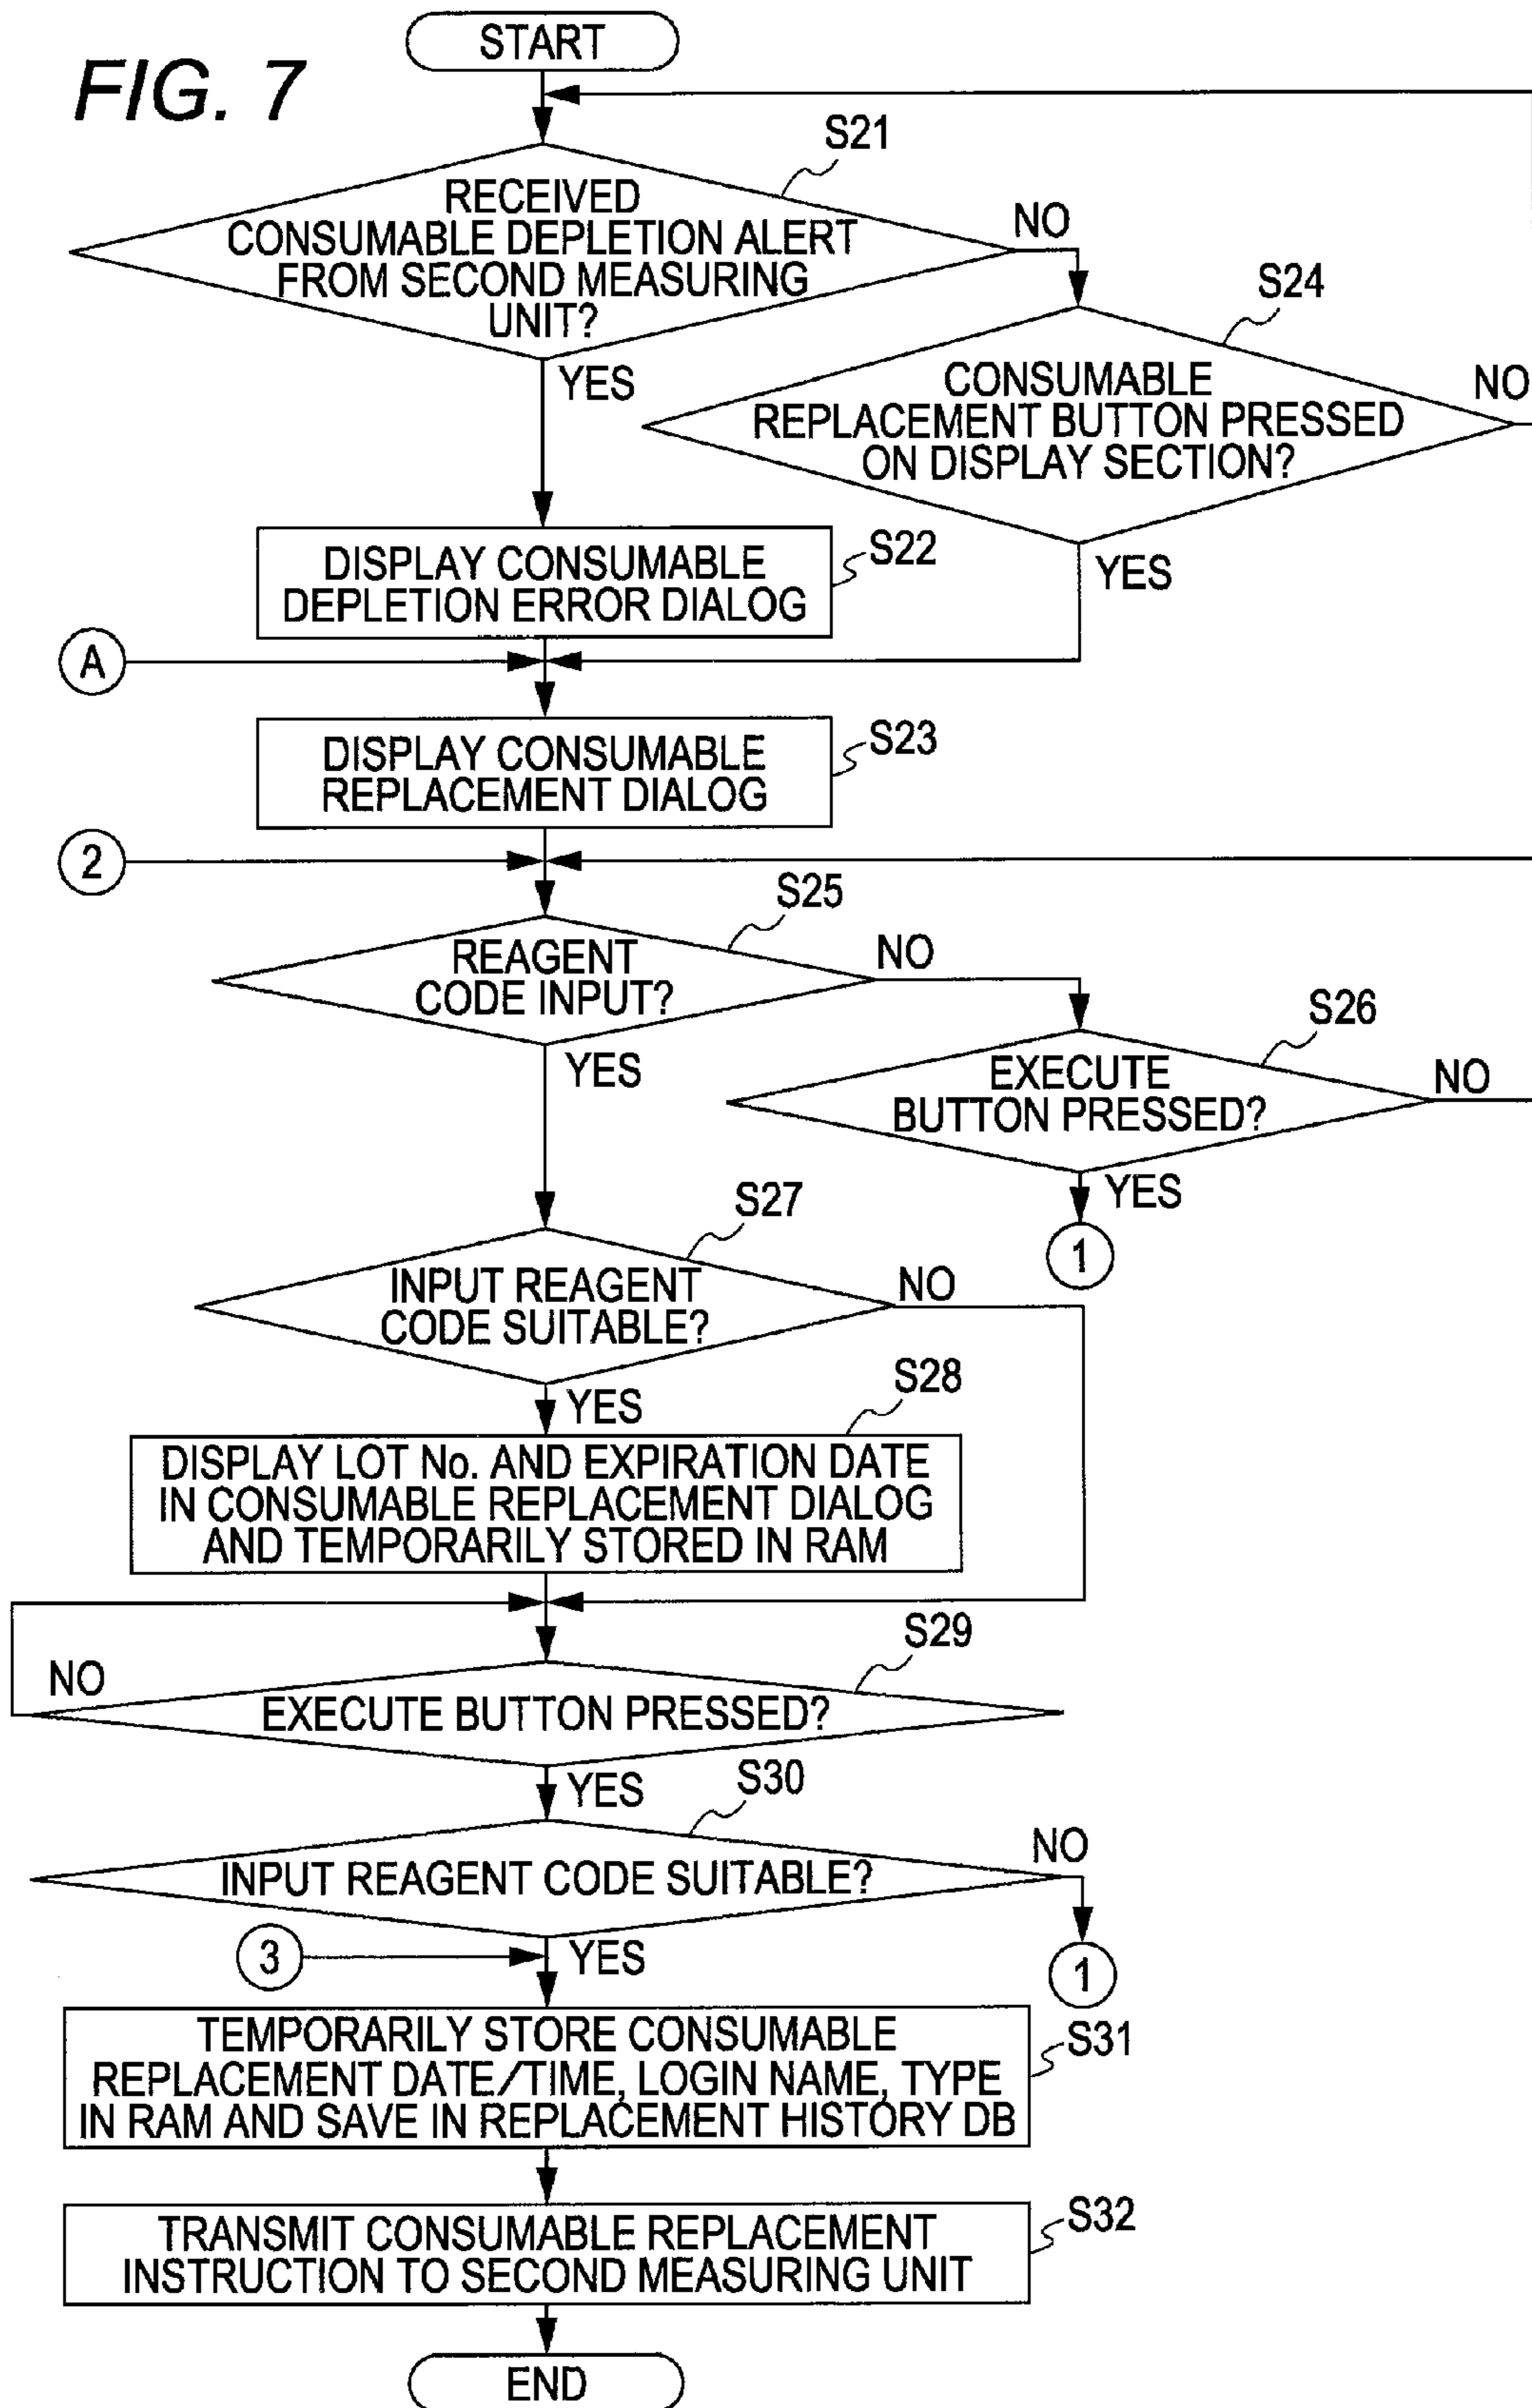 START
FIG. 7
S21
RECEIVED
CONSUMABLE DEPLETION ALERT
FROM SECOND MEASURING
UNIT?
NO
YES
S24
CONSUMABLE
REPLACEMENT BUTTON PRESSED
ON DISPLAY SECTION?
NO
YES
DISPLAY CONSUMABLE
DEPLETION ERROR DIALOG
S22
A
DISPLAY CONSUMABLE
REPLACEMENT DIALOG
S23
2
S25
REAGENT
CODE INPUT?
NO
YES
S26
EXECUTE
BUTTON PRESSED?
NO
YES
1
S27
INPUT REAGENT
CODE SUITABLE?
NO
YES
S28
DISPLAY LOT No. AND EXPIRATION DATE
IN CONSUMABLE REPLACEMENT DIALOG
AND TEMPORARILY STORED IN RAM
S29
NO
EXECUTE BUTTON PRESSED?
YES
S30
INPUT REAGENT CODE SUITABLE?
NO
3
YES
1
TEMPORARILY STORE CONSUMABLE
REPLACEMENT DATE/TIME, LOGIN NAME, TYPE
IN RAM AND SAVE IN REPLACEMENT HISTORY DB
S31
TRANSMIT CONSUMABLE REPLACEMENT
INSTRUCTION TO SECOND MEASURING UNIT
S32
END